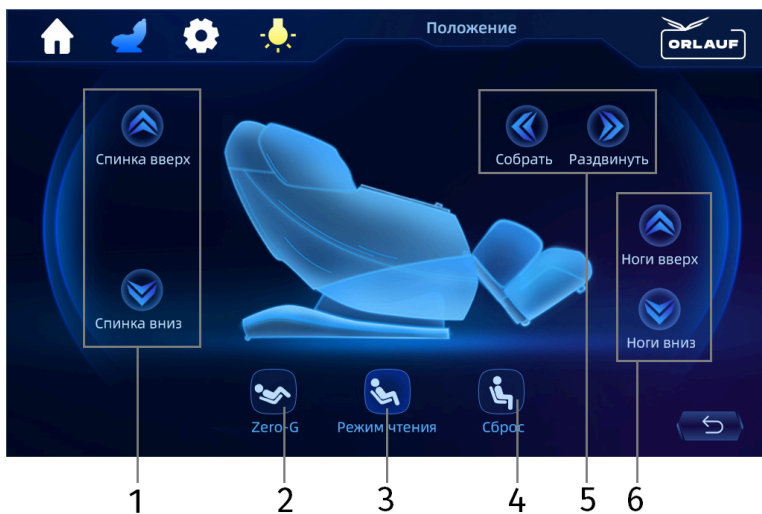 Положение
ORLAUF
Спинка вверх
Собрать
Раздвинуть
Ноги вверх
Спинка вниз
Ноги вниз
Zero-G
Режим чтения
Сброс
1
2
3
4
5
6